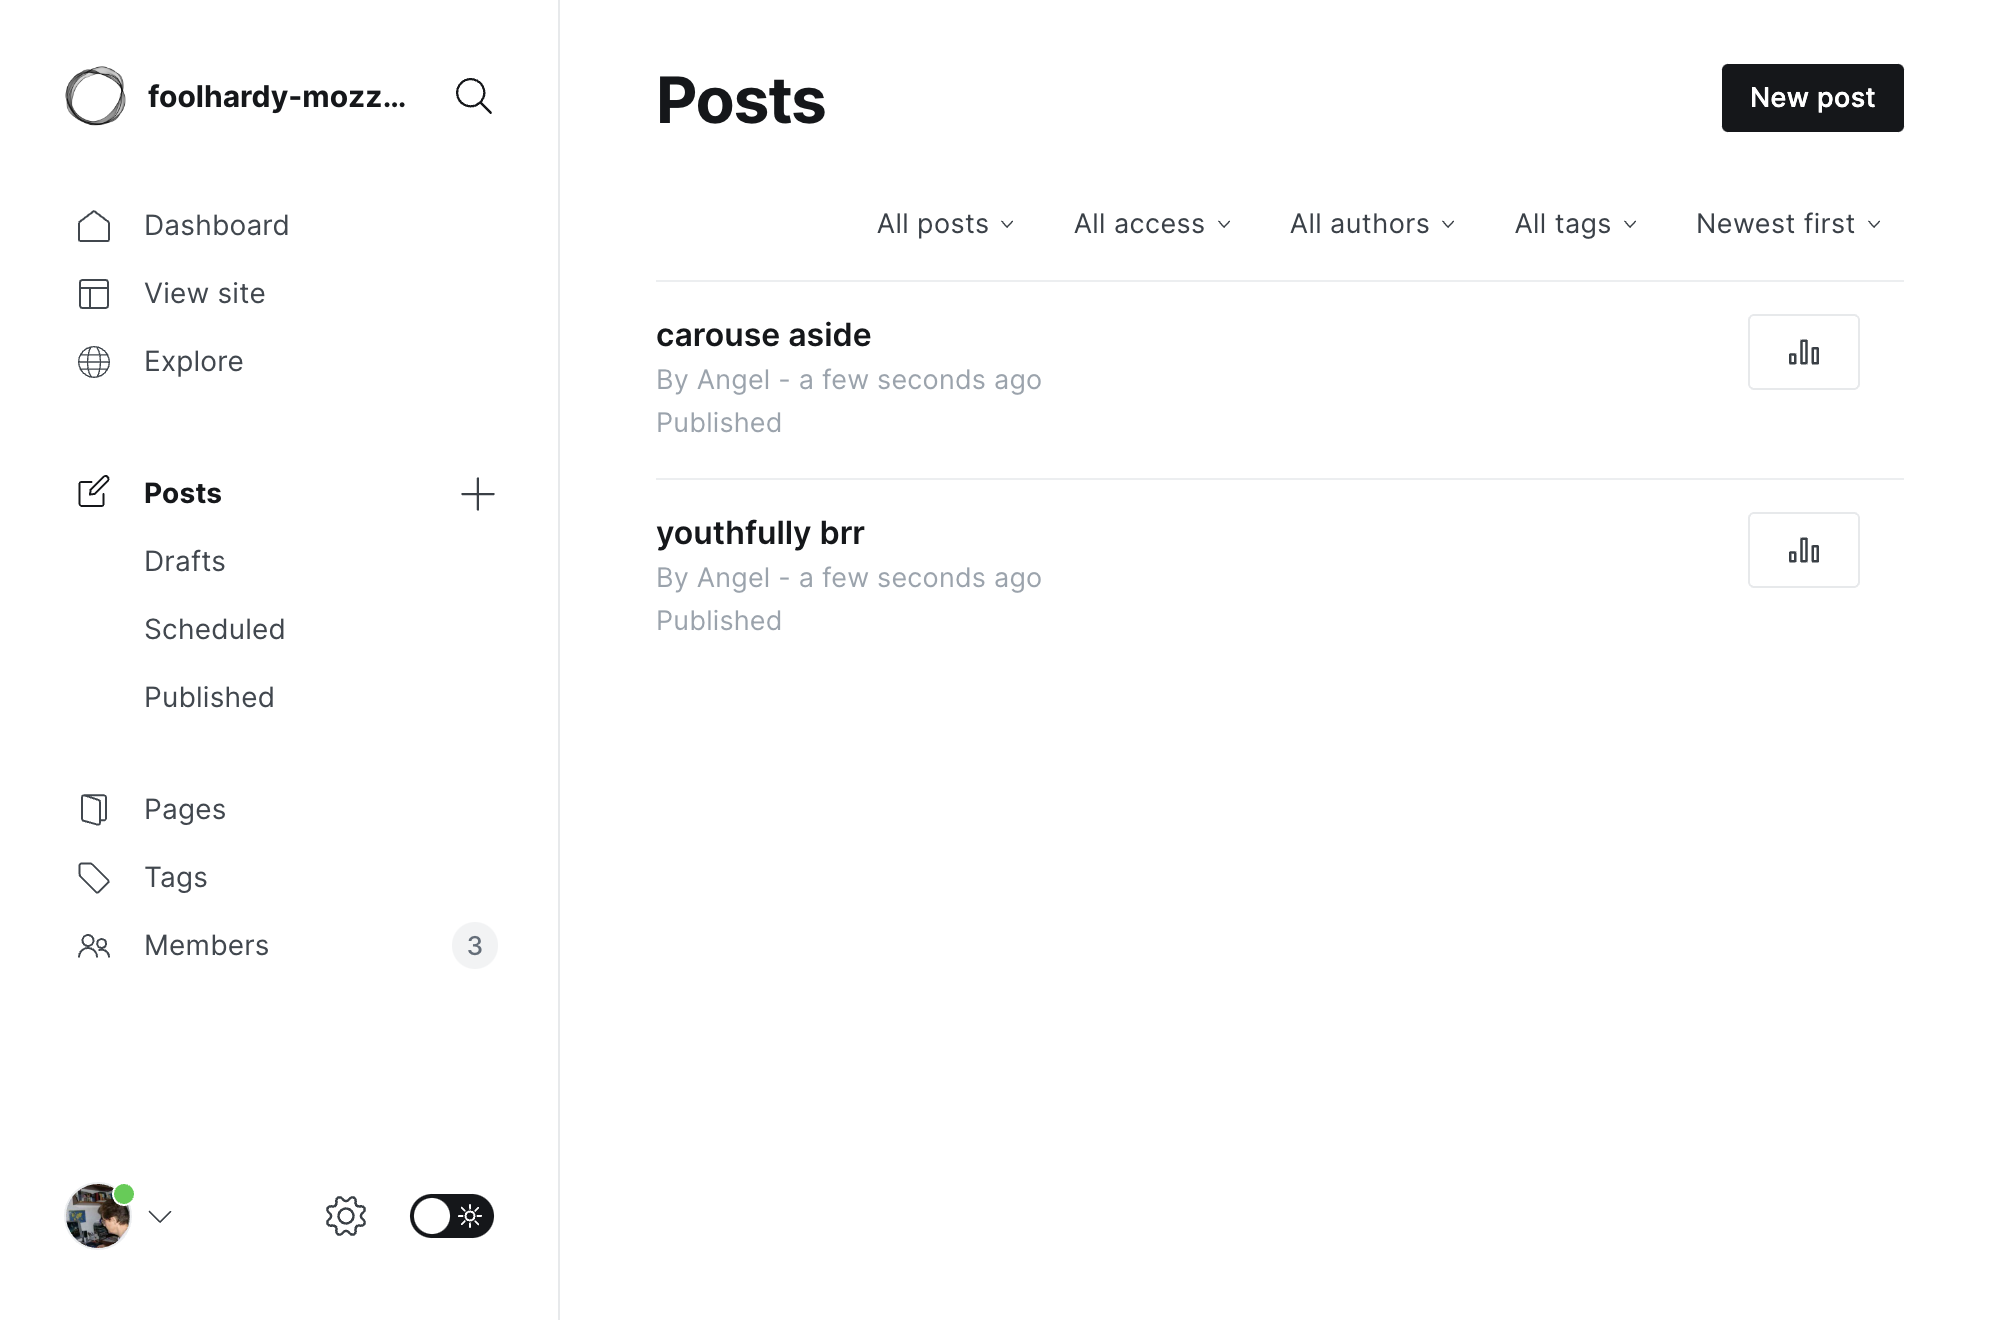 foolhardy-mozz...
Dashboard
View site
Explore
Posts
Drafts
Scheduled
Published
Pages
Tags
Members 3
Posts
New post
All posts All access All authors All tags Newest first
carouse aside
By Angel - a few seconds ago
Published
youthfully brr
By Angel - a few seconds ago
Published